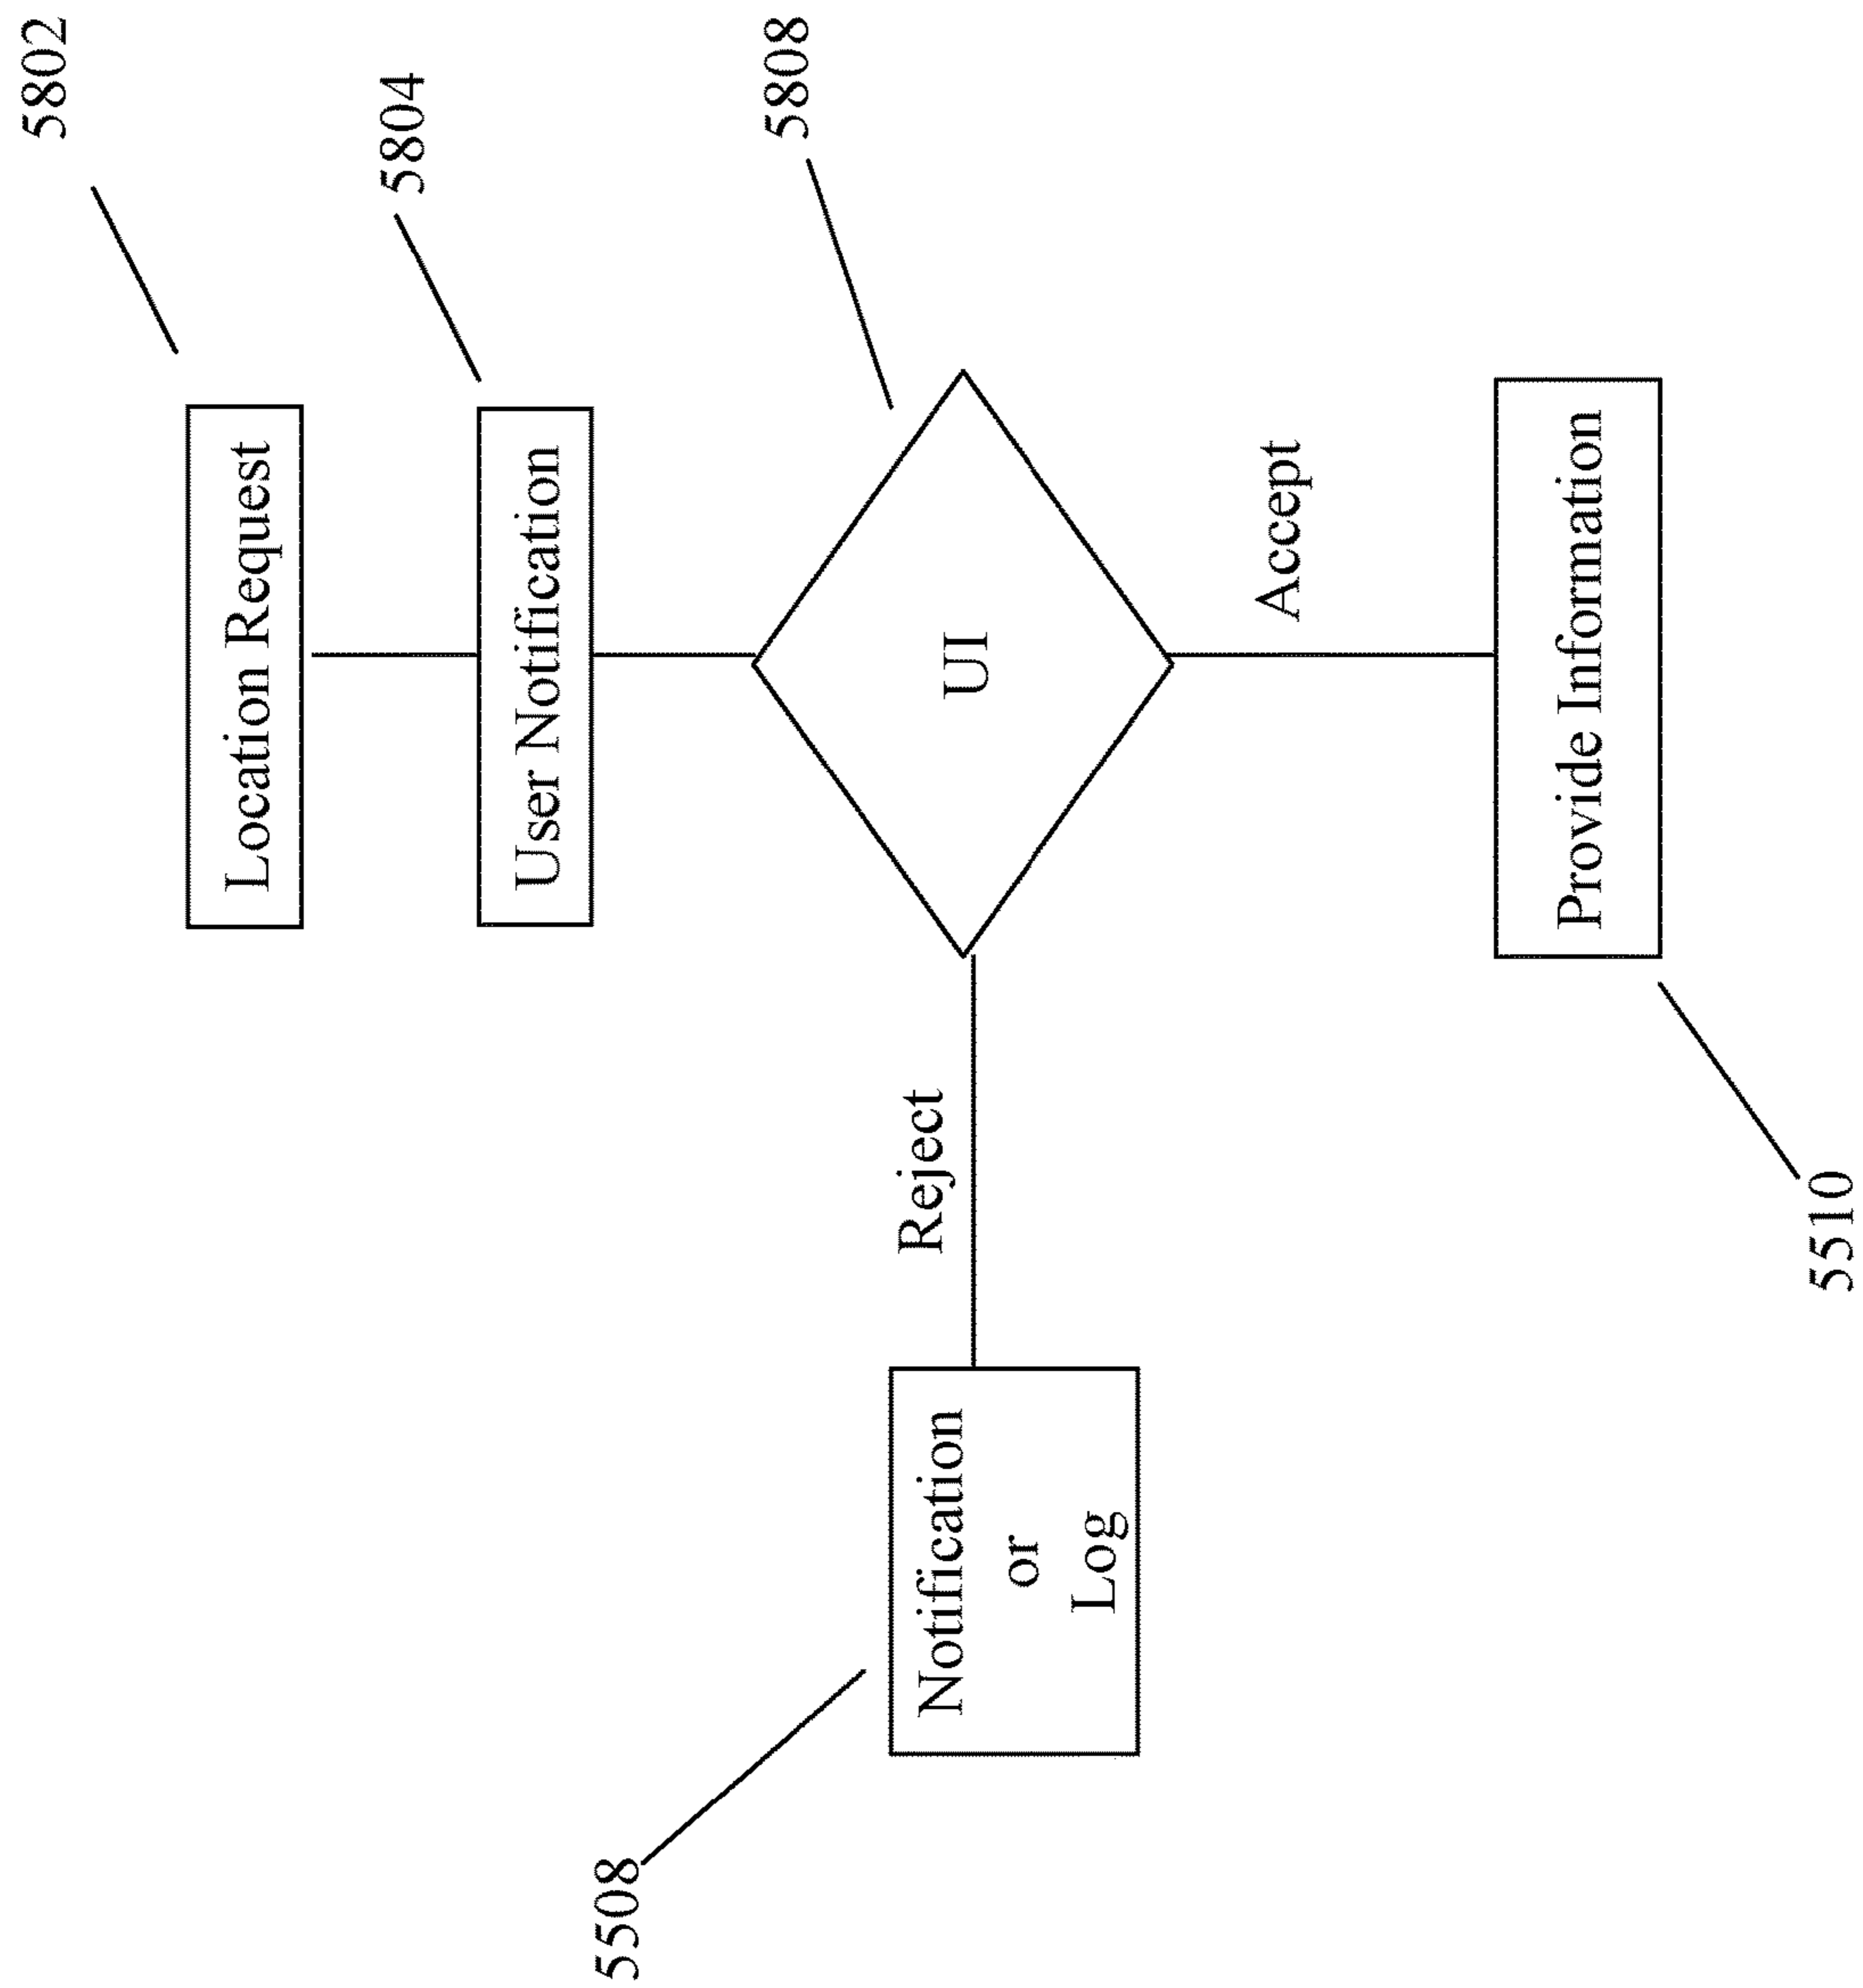 5802
Location Request
5804
User Notification
5808
UI
Reject
Accept
5508
Notification
or
Log
Provide Information
5510